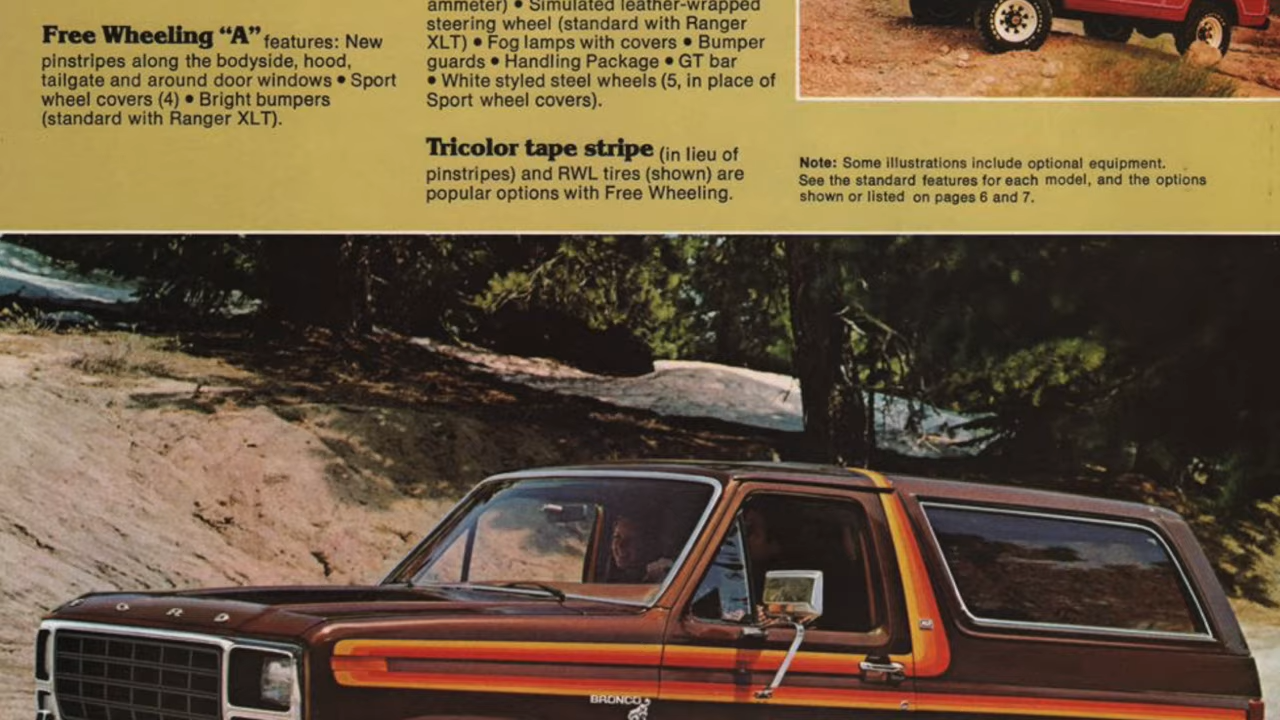 Free Wheeling “A” features: New
pinstripes along the bodyside, hood,
tailgate and around door windows • Sport
wheel covers (4) • Bright bumpers
(standard with Ranger XLT).
ammeter) • Simulated leather-wrapped
steering wheel (standard with Ranger
XLT) • Fog lamps with covers • Bumper
guards • Handling Package • GT bar
• White styled steel wheels (5, in place of
Sport wheel covers).
Tricolor tape stripe (in lieu of
pinstripes) and RWL tires (shown) are
popular options with Free Wheeling.
Note: Some illustrations include optional equipment.
See the standard features for each model, and the options
shown or listed on pages 6 and 7.
FORD
BRONCO